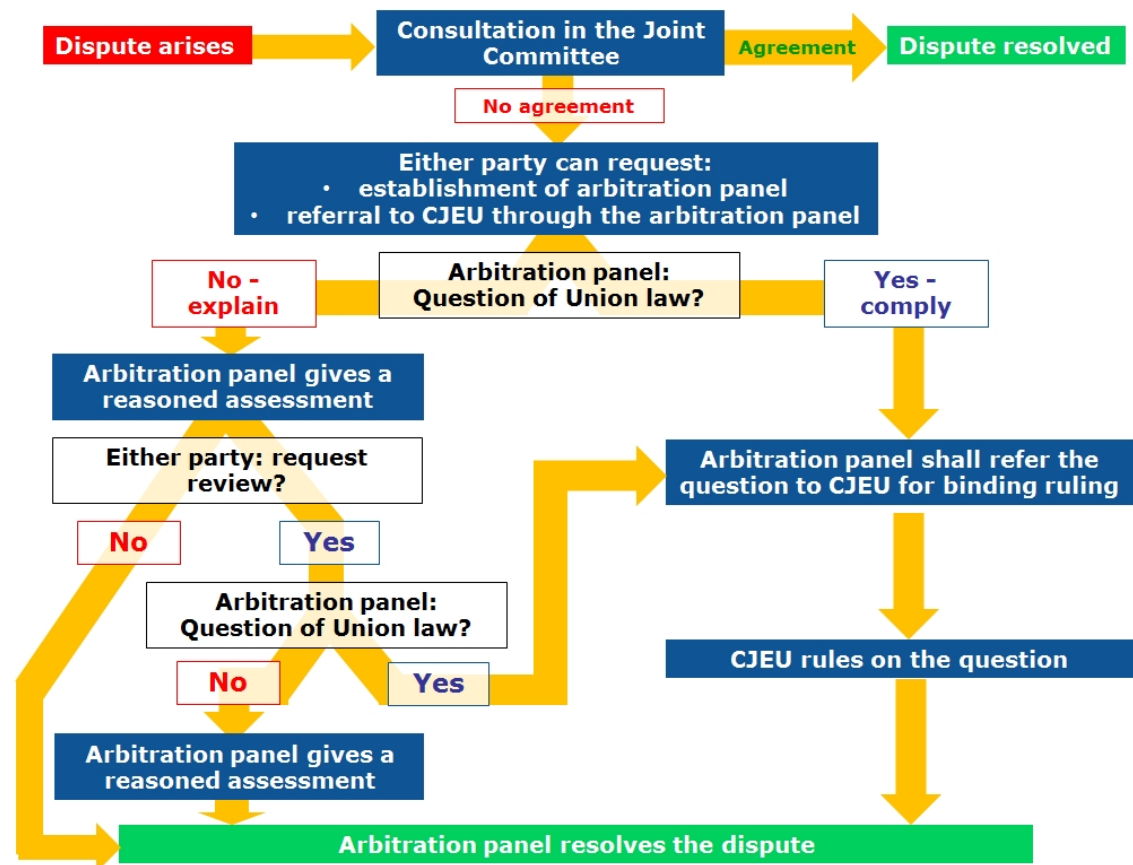 Dispute arises
Consultation in the Joint
Committee
Agreement
Dispute resolved
No agreement
Either party can request:
• establishment of arbitration panel
• referral to CJEU through the arbitration panel
No -
explain
Arbitration panel:
Question of Union law?
Yes -
comply
Arbitration panel gives a
reasoned assessment
Either party: request
review?
Arbitration panel shall refer the
question to CJEU for binding ruling
No
Yes
Arbitration panel:
Question of Union law?
No
Yes
CJEU rules on the question
Arbitration panel gives a
reasoned assessment
Arbitration panel resolves the dispute